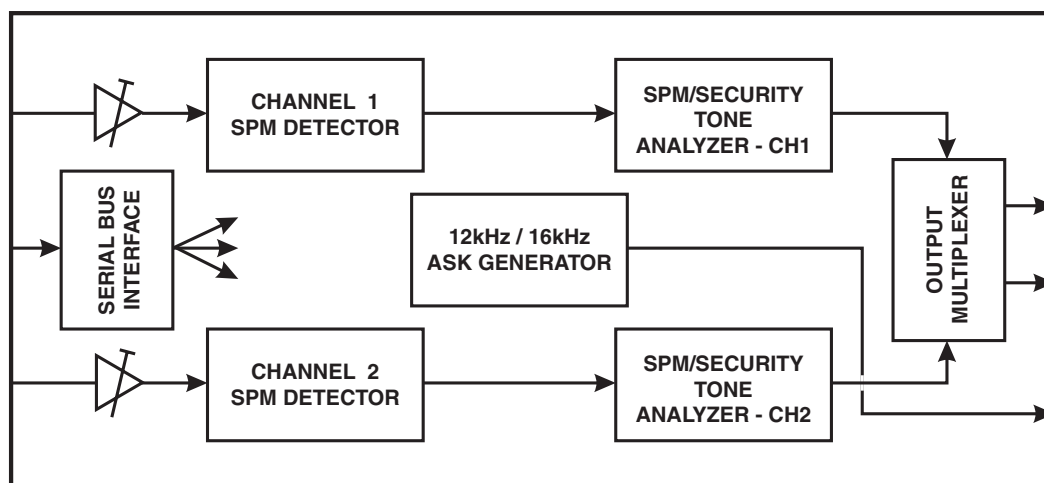 CHANNEL 1
SPM DETECTOR
SPM/SECURITY
TONE
ANALYZER - CH1
SERIAL BUS
INTERFACE
12kHz / 16kHz
ASK GENERATOR
OUTPUT
MULTIPLEXER
CHANNEL 2
SPM DETECTOR
SPM/SECURITY
TONE
ANALYZER - CH2